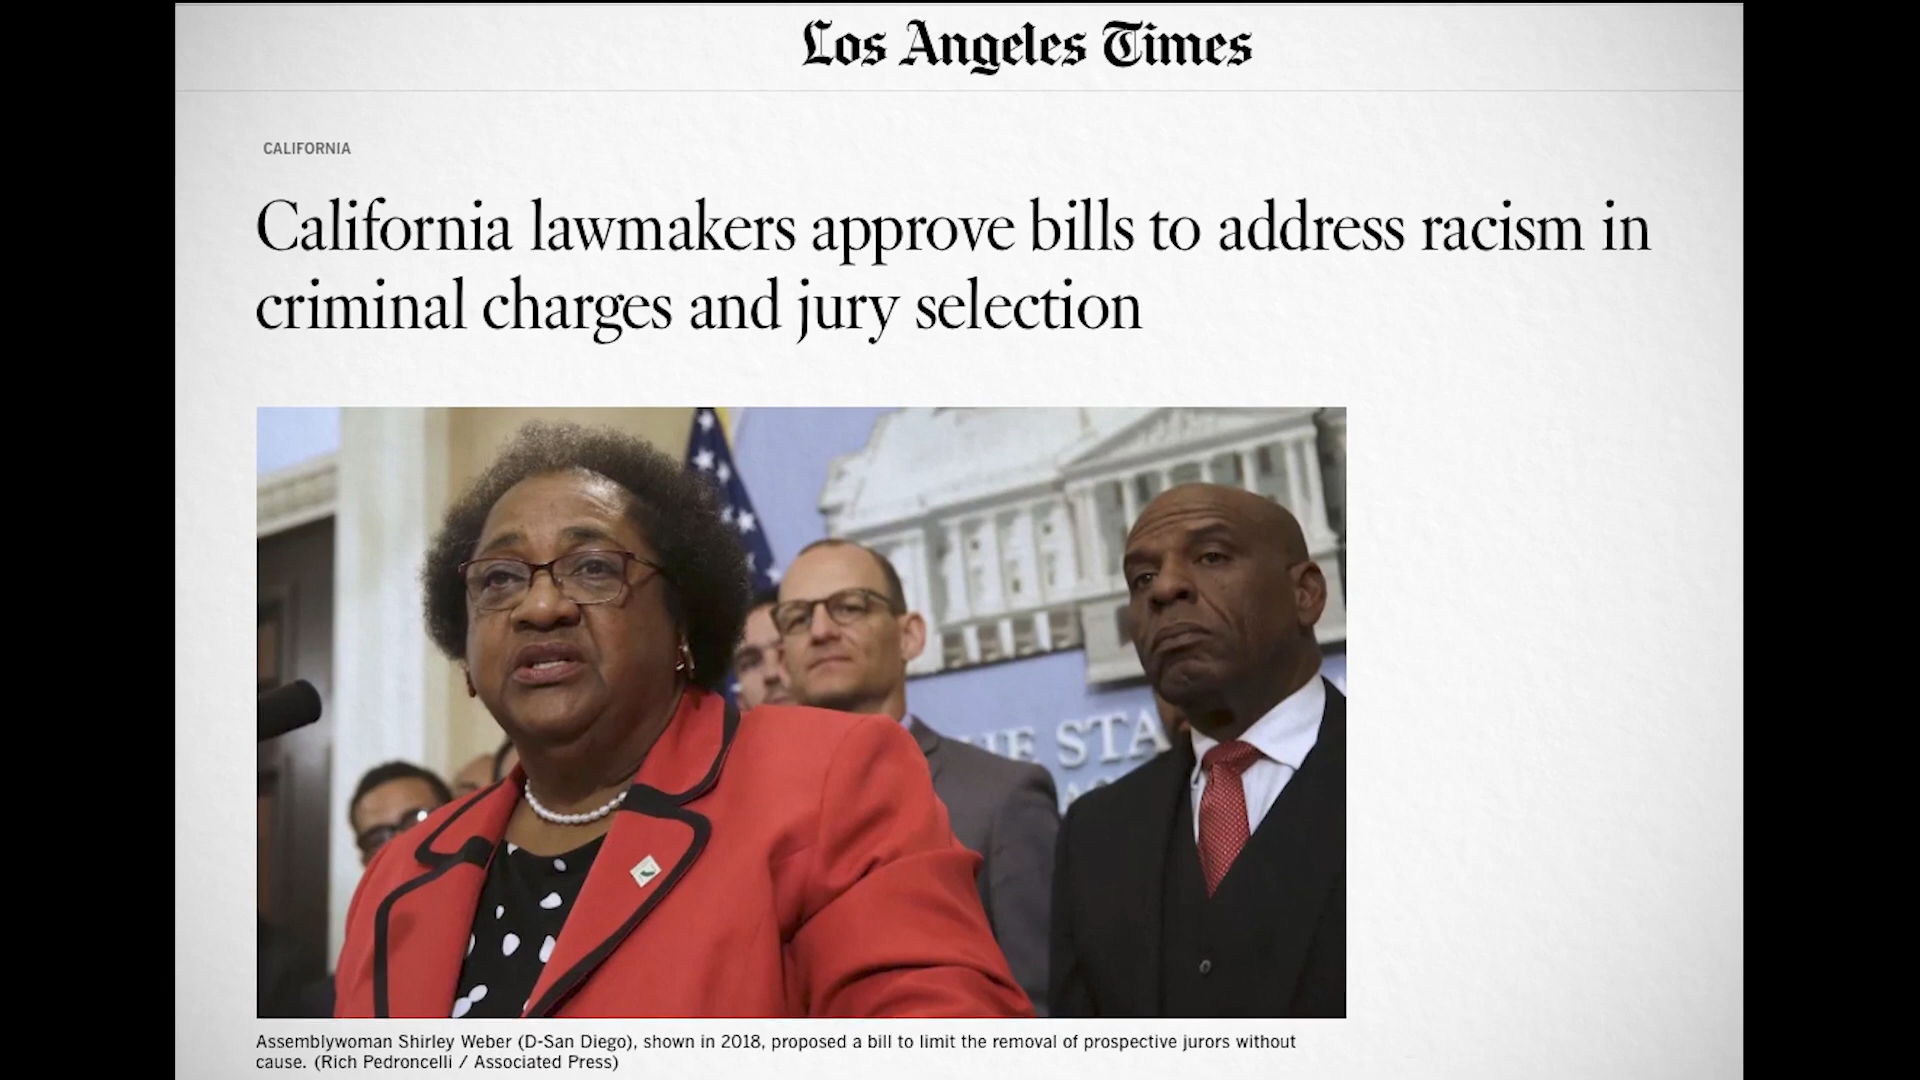 Los Angeles Times
CALIFORNIA
California lawmakers approve bills to address racism in
criminal charges and jury selection
THE STA
Assemblywoman Shirley Weber (D-San Diego), shown in 2018, proposed a bill to limit the removal of prospective jurors without
cause. (Rich Pedroncelli / Associated Press)